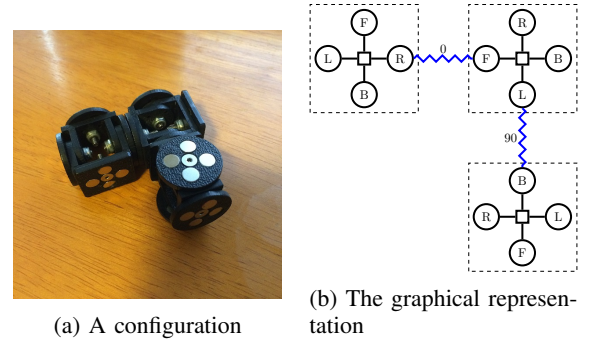 F
R
L
R
0
F
B
B
L
90
B
R
L
F
(a) A configuration
(b) The graphical represen-
tation